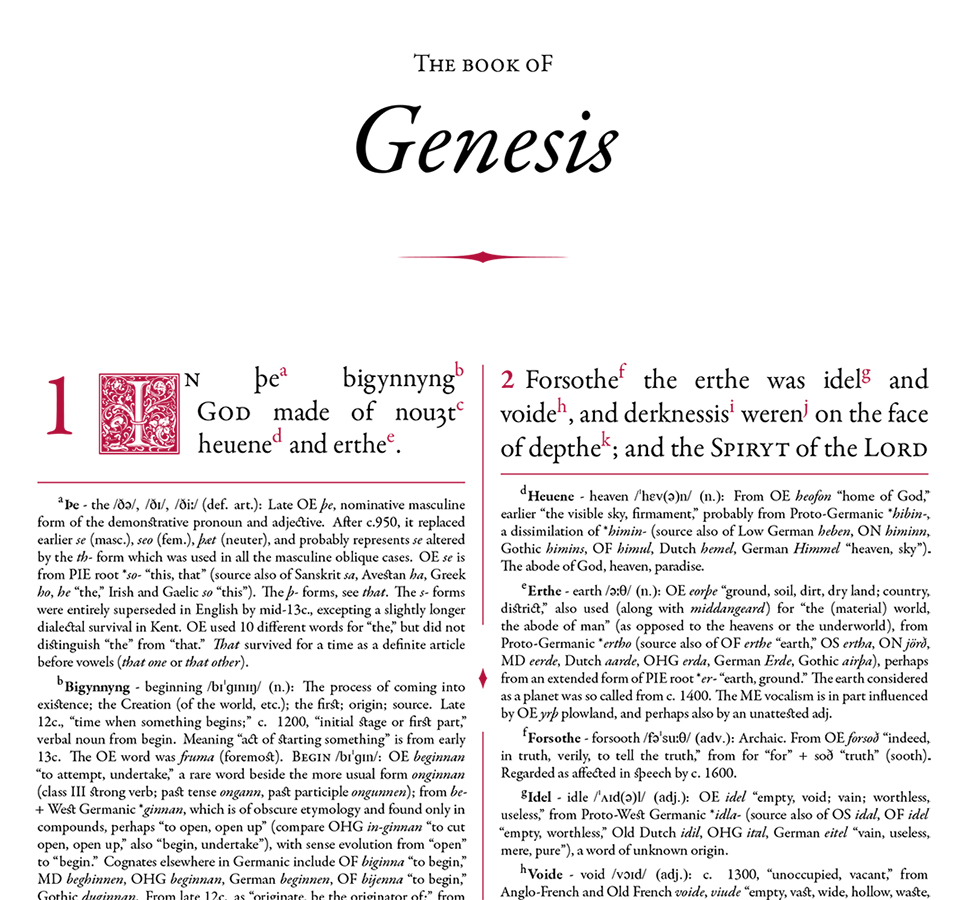 The book of
Genesis
1 In þeᵃ bigynnyngᵇ
God made of nouȝtᶜ
heueneᵈ and ertheᵉ.
ᵃÞe - the /ðə/, /ðɪ/, /ðiː/ (def. art.): Late OE þe, nominative masculine
form of the demonstrative pronoun and adjective. After c.950, it replaced
earlier se (masc.), seo (fem.), þæt (neuter), and probably represents se altered
by the th- form which was used in all the masculine oblique cases. OE se is
from PIE root *so- “this, that” (source also of Sanskrit sa, Avestan ha, Greek
ho, he “the,” Irish and Gaelic so “this”). The þ- forms, see that. The s- forms
were entirely superseded in English by mid-13c., excepting a slightly longer
dialectal survival in Kent. OE used 10 different words for “the,” but did not
distinguish “the” from “that.” That survived for a time as a definite article
before vowels (that one or that other).
ᵇBigynnyng - beginning /bɪˈɡɪnɪŋ/ (n.): The process of coming into
existence; the Creation (of the world, etc.); the first; origin; source. Late
12c., “time when something begins;” c. 1200, “initial stage or first part,”
verbal noun from begin. Meaning “act of starting something” is from early
13c. The OE word was fruma (foremost). Begin /bɪˈɡɪn/: OE beginnan
“to attempt, undertake,” a rare word beside the more usual form onginnan
(class III strong verb; past tense ongann, past participle ongunnen); from be-
+ West Germanic *ginnan, which is of obscure etymology and found only in
compounds, perhaps “to open, open up” (compare OHG in-ginnan “to cut
open, open up,” also “begin, undertake”), with sense evolution from “open”
to “begin.” Cognates elsewhere in Germanic include OF biginna “to begin,”
MD beghinnen, OHG beginnan, German beginnen, OF bijenna “to begin,”
Gothic duginnan. From late 12c. as “originate, be the originator of;” from
2 Forsotheᶠ the erthe was idelᵍ and
voideʰ, and derknessisⁱ werenʲ on the face
of deptheᵏ; and the Spiryt of the Lord
ᵈHeuene - heaven /ˈhɛv(ə)n/ (n.): From OE heofon “home of God,”
earlier “the visible sky, firmament,” probably from Proto-Germanic *hibin-,
a dissimilation of *himin- (source also of Low German heben, ON himinn,
Gothic himins, OF himul, Dutch hemel, German Himmel “heaven, sky”).
The abode of God, heaven, paradise.
ᵉErthe - earth /ɔːθ/ (n.): OE eorþe “ground, soil, dirt, dry land; country,
district,” also used (along with middangeard) for “the (material) world,
the abode of man” (as opposed to the heavens or the underworld), from
Proto-Germanic *ertho (source also of OF erthe “earth,” OS ertha, ON jörð,
MD eerde, Dutch aarde, OHG erda, German Erde, Gothic airþa), perhaps
from an extended form of PIE root *er- “earth, ground.” The earth considered
as a planet was so called from c. 1400. The ME vocalism is in part influenced
by OE yrþ plowland, and perhaps also by an unattested adj.
ᶠForsothe - forsooth /fəˈsuːθ/ (adv.): Archaic. From OE forsoð “indeed,
in truth, verily, to tell the truth,” from for “for” + soð “truth” (sooth).
Regarded as affected in speech by c. 1600.
ᵍIdel - idle /ˈʌɪd(ə)l/ (adj.): OE idel “empty, void; vain; worthless,
useless,” from Proto-West Germanic *idla- (source also of OS idal, OF idel
“empty, worthless,” Old Dutch idil, OHG ital, German eitel “vain, useless,
mere, pure”), a word of unknown origin.
ʰVoide - void /vɔɪd/ (adj.): c. 1300, “unoccupied, vacant,” from
Anglo-French and Old French voide, viude “empty, vast, wide, hollow, waste,